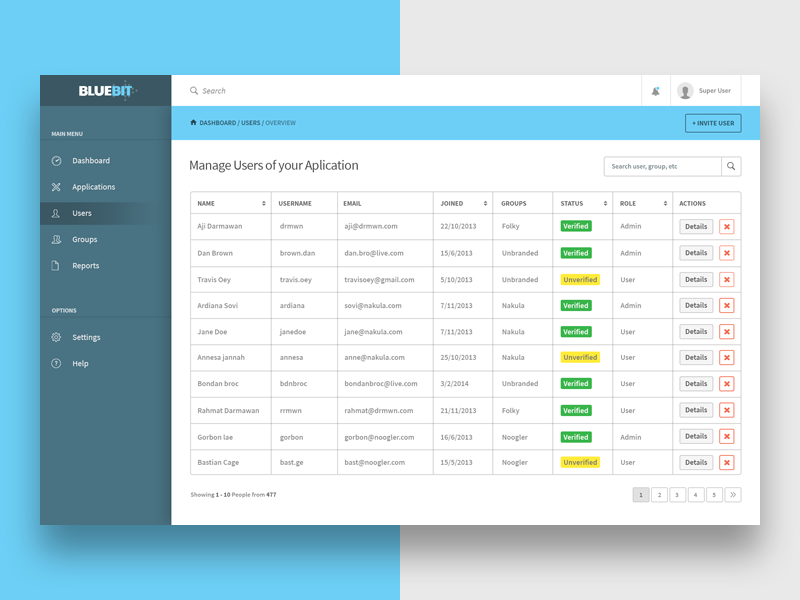 BLUEBIT
Search
Super User
DASHBOARD / USERS / OVERVIEW
+ INVITE USER
MAIN MENU
Dashboard
Applications
Users
Groups
Reports
OPTIONS
Settings
Help
Manage Users of your Aplication
Search user, group, etc
NAME USERNAME EMAIL JOINED GROUPS STATUS ROLE ACTIONS
Aji Darmawan drmwn aji@drmwn.com 22/10/2013 Folky Verified Admin Details
Dan Brown brown.dan dan.bro@live.com 15/6/2013 Unbranded Verified Admin Details
Travis Oey travis.oey travisoey@gmail.com 5/10/2013 Unbranded Unverified User Details
Ardiana Sovi ardiana sovi@nakula.com 7/11/2013 Nakula Verified Admin Details
Jane Doe janedoe jane@nakula.com 7/11/2013 Nakula Verified User Details
Annesa jannah annesa anne@nakula.com 25/10/2013 Nakula Unverified User Details
Bondan broc bdnbroc bondanbroc@live.com 3/2/2014 Unbranded Verified User Details
Rahmat Darmawan rrmwn rahmat@drmwn.com 21/11/2013 Folky Verified User Details
Gorbon lae gorbon gorbon@noogler.com 16/6/2013 Noogler Verified Admin Details
Bastian Cage bast.ge bast@noogler.com 15/5/2013 Noogler Unverified User Details
Showing 1 - 10 People from 477
1 2 3 4 5 »